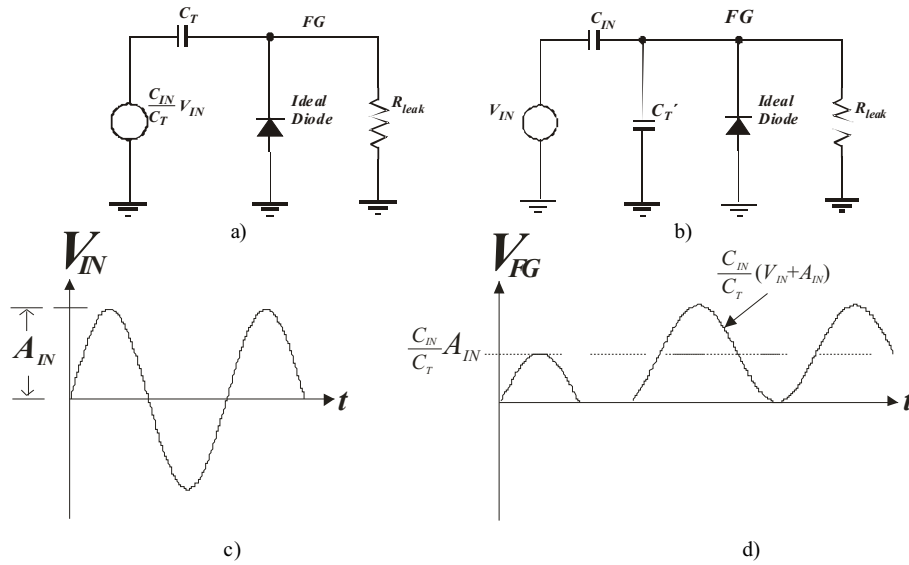 C_T
FG
C_IN/C_T V_IN
Ideal
Diode
R_leak
a)
C_IN
FG
V_IN
C_T′
Ideal
Diode
R_leak
b)
V_IN
A_IN
t
c)
V_FG
C_IN/C_T (V_IN+A_IN)
C_IN/C_T A_IN
t
d)